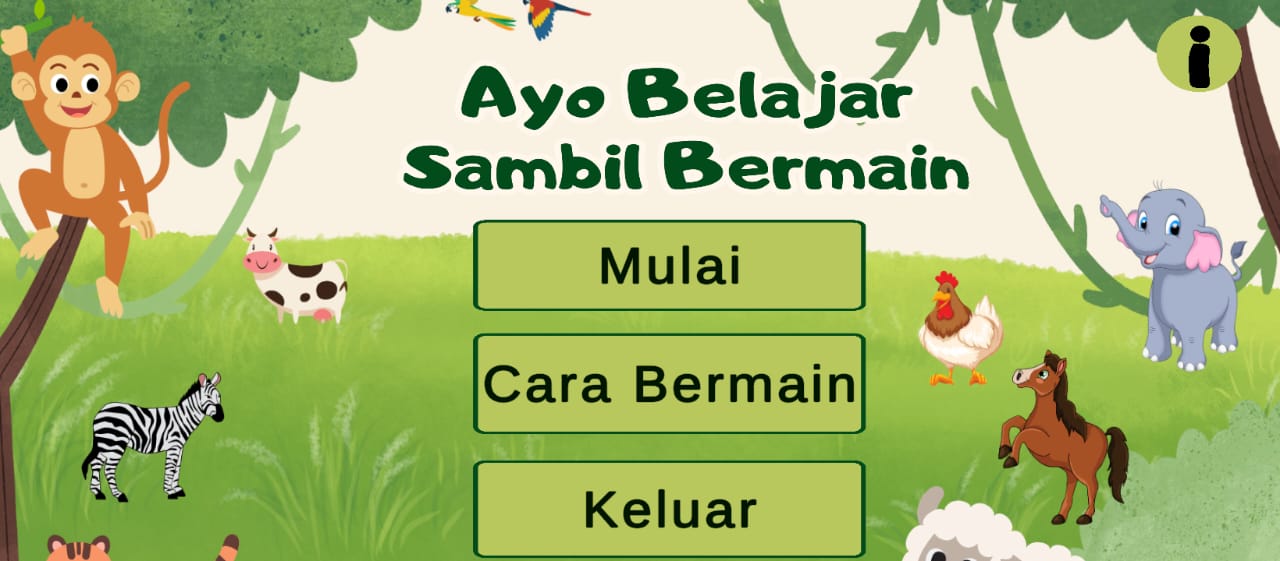 i
Ayo Belajar
Sambil Bermain
Mulai
Cara Bermain
Keluar